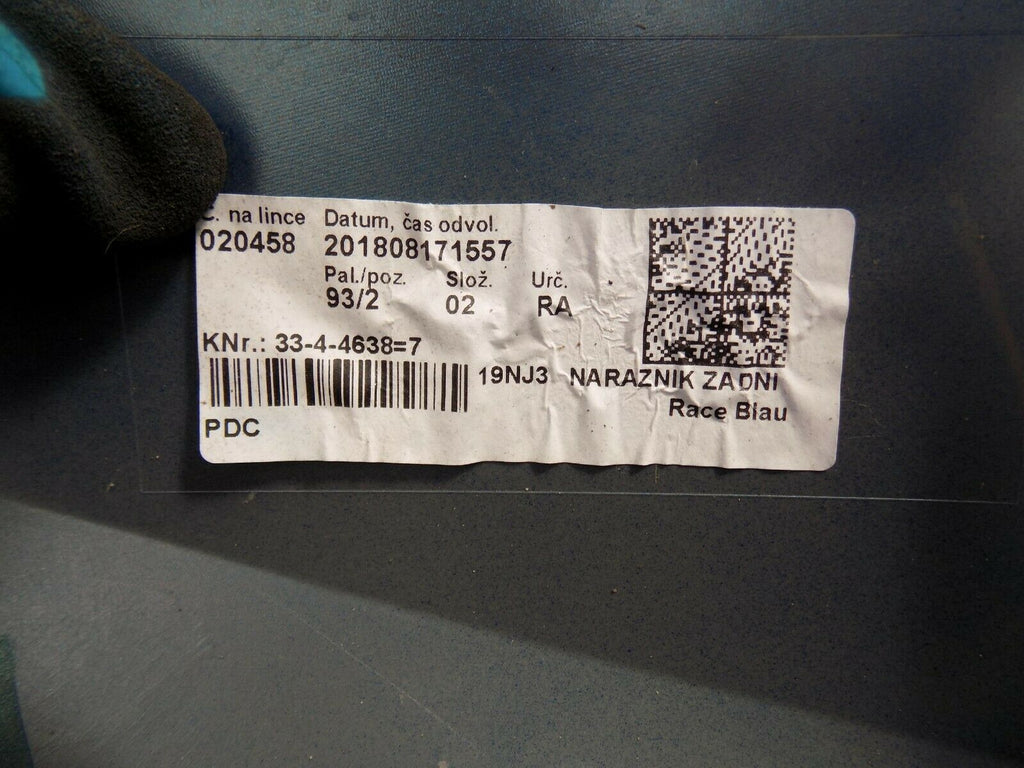 Č. na lince Datum, čas odvol.
020458 201808171557
Pal./poz. Slož. Urč.
93/2 02 RA
KNr.: 33-4-4638=7
19NJ3 NARAZNIK ZADNI
Race Blau
PDC